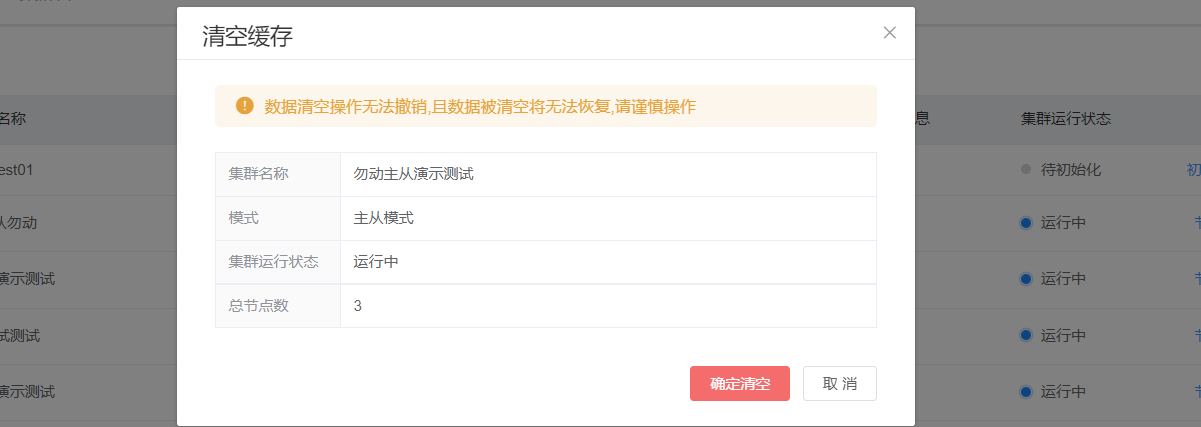 清空缓存
数据清空操作无法撤销,且数据被清空将无法恢复,请谨慎操作
名称
息
集群运行状态
集群名称
勿动主从演示测试
est01
待初始化
初
模式
主从模式
从勿动
运行中
集群运行状态
运行中
演示测试
运行中
总节点数
3
试测试
运行中
确定清空
取 消
演示测试
运行中